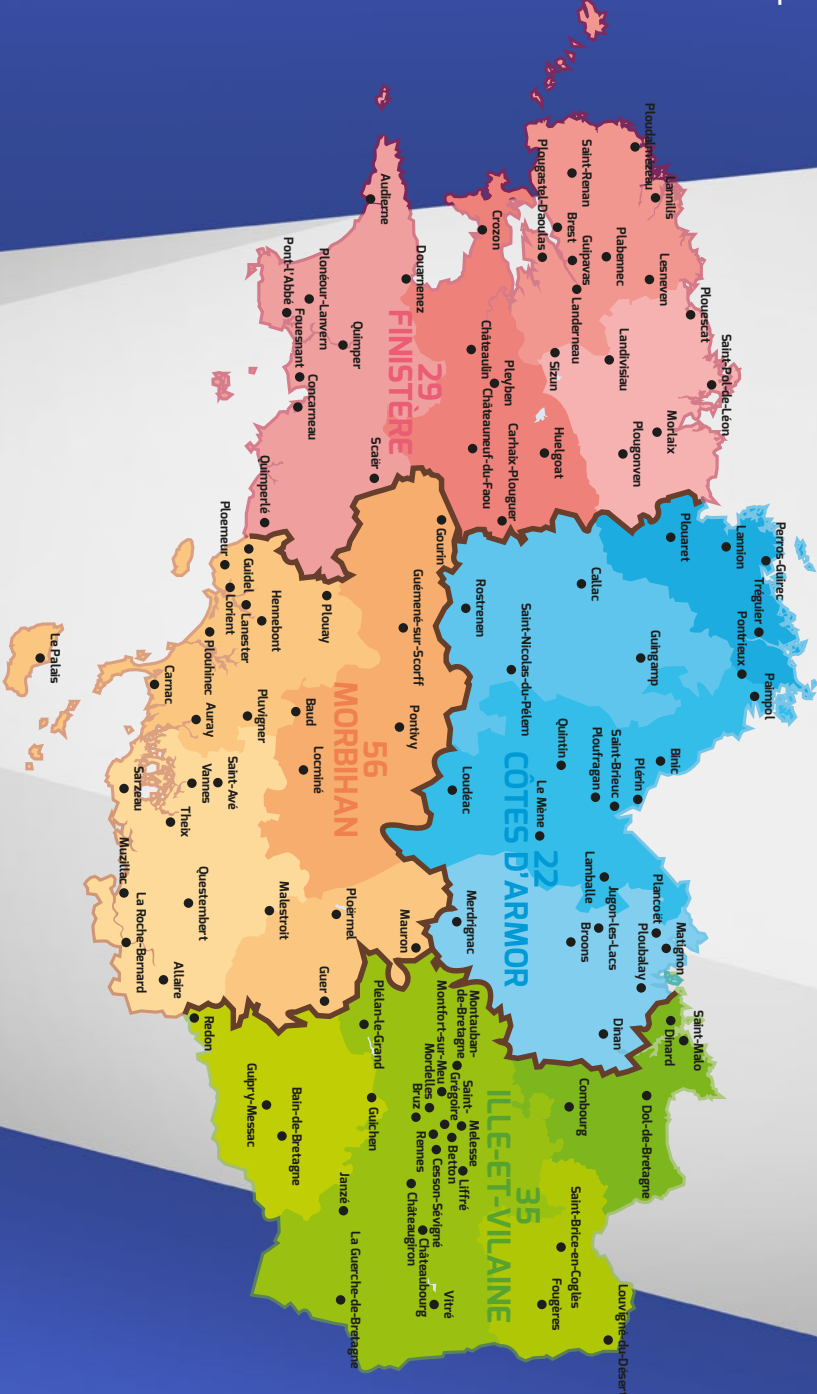 Ploudalmézeau
Lannilis
Saint-Renan
Plougastel-Daoulas
Brest
Guipavas
Plabennec
Lesneven
Plouescat
Saint-Pol-de-Léon
Landerneau
Landivisiau
Sizun
Morlaix
Plougonven
Crozon
Audierne
Douarnenez
Châteaulin
Pleyben
Châteauneuf-du-Faou
Carhaix-Plouguer
Huelgoat
29
FINISTÈRE
Pont-l'Abbé
Plonéour-Lanvern
Fouesnant
Quimper
Concarneau
Scaër
Quimperlé
Perros-Guirec
Lannion
Tréguier
Plouaret
Pontrieux
Paimpol
Callac
Guingamp
Rostrenen
Saint-Nicolas-du-Pélem
Binic
Plérin
Saint-Brieuc
Ploufragan
Quintin
Loudéac
Le Mené
22
CÔTES D'ARMOR
Lamballe
Jugon-les-Lacs
Plancoët
Matignon
Ploubalay
Broons
Merdrignac
Dinan
Gourin
Guémené-sur-Scorff
Plouay
Ploemeur
Guidel
Lorient
Lanester
Hennebont
Plouhinec
Le Palais
Carnac
Auray
Pluvigner
Baud
Pontivy
Locminé
56
MORBIHAN
Saint-Avé
Vannes
Sarzeau
Theix
Muzillac
Questembert
Malestroit
Ploërmel
Mauron
La Roche-Bernard
Allaire
Guer
Saint-Malo
Dinard
Dol-de-Bretagne
Combourg
Redon
Plélan-le-Grand
Montauban-
de-Bretagne
Montfort-sur-Meu
Mordelles
Bruz
Saint-
Grégoire
Melesse
Betton
Rennes
Cesson-Sévigné
Liffré
Guichen
Guipry-Messac
Bain-de-Bretagne
Janzé
Châteaugiron
Châteaubourg
Vitré
La Guerche-de-Bretagne
35
ILLE-ET-VILAINE
Saint-Brice-en-Coglès
Fougères
Louvigné-du-Déser